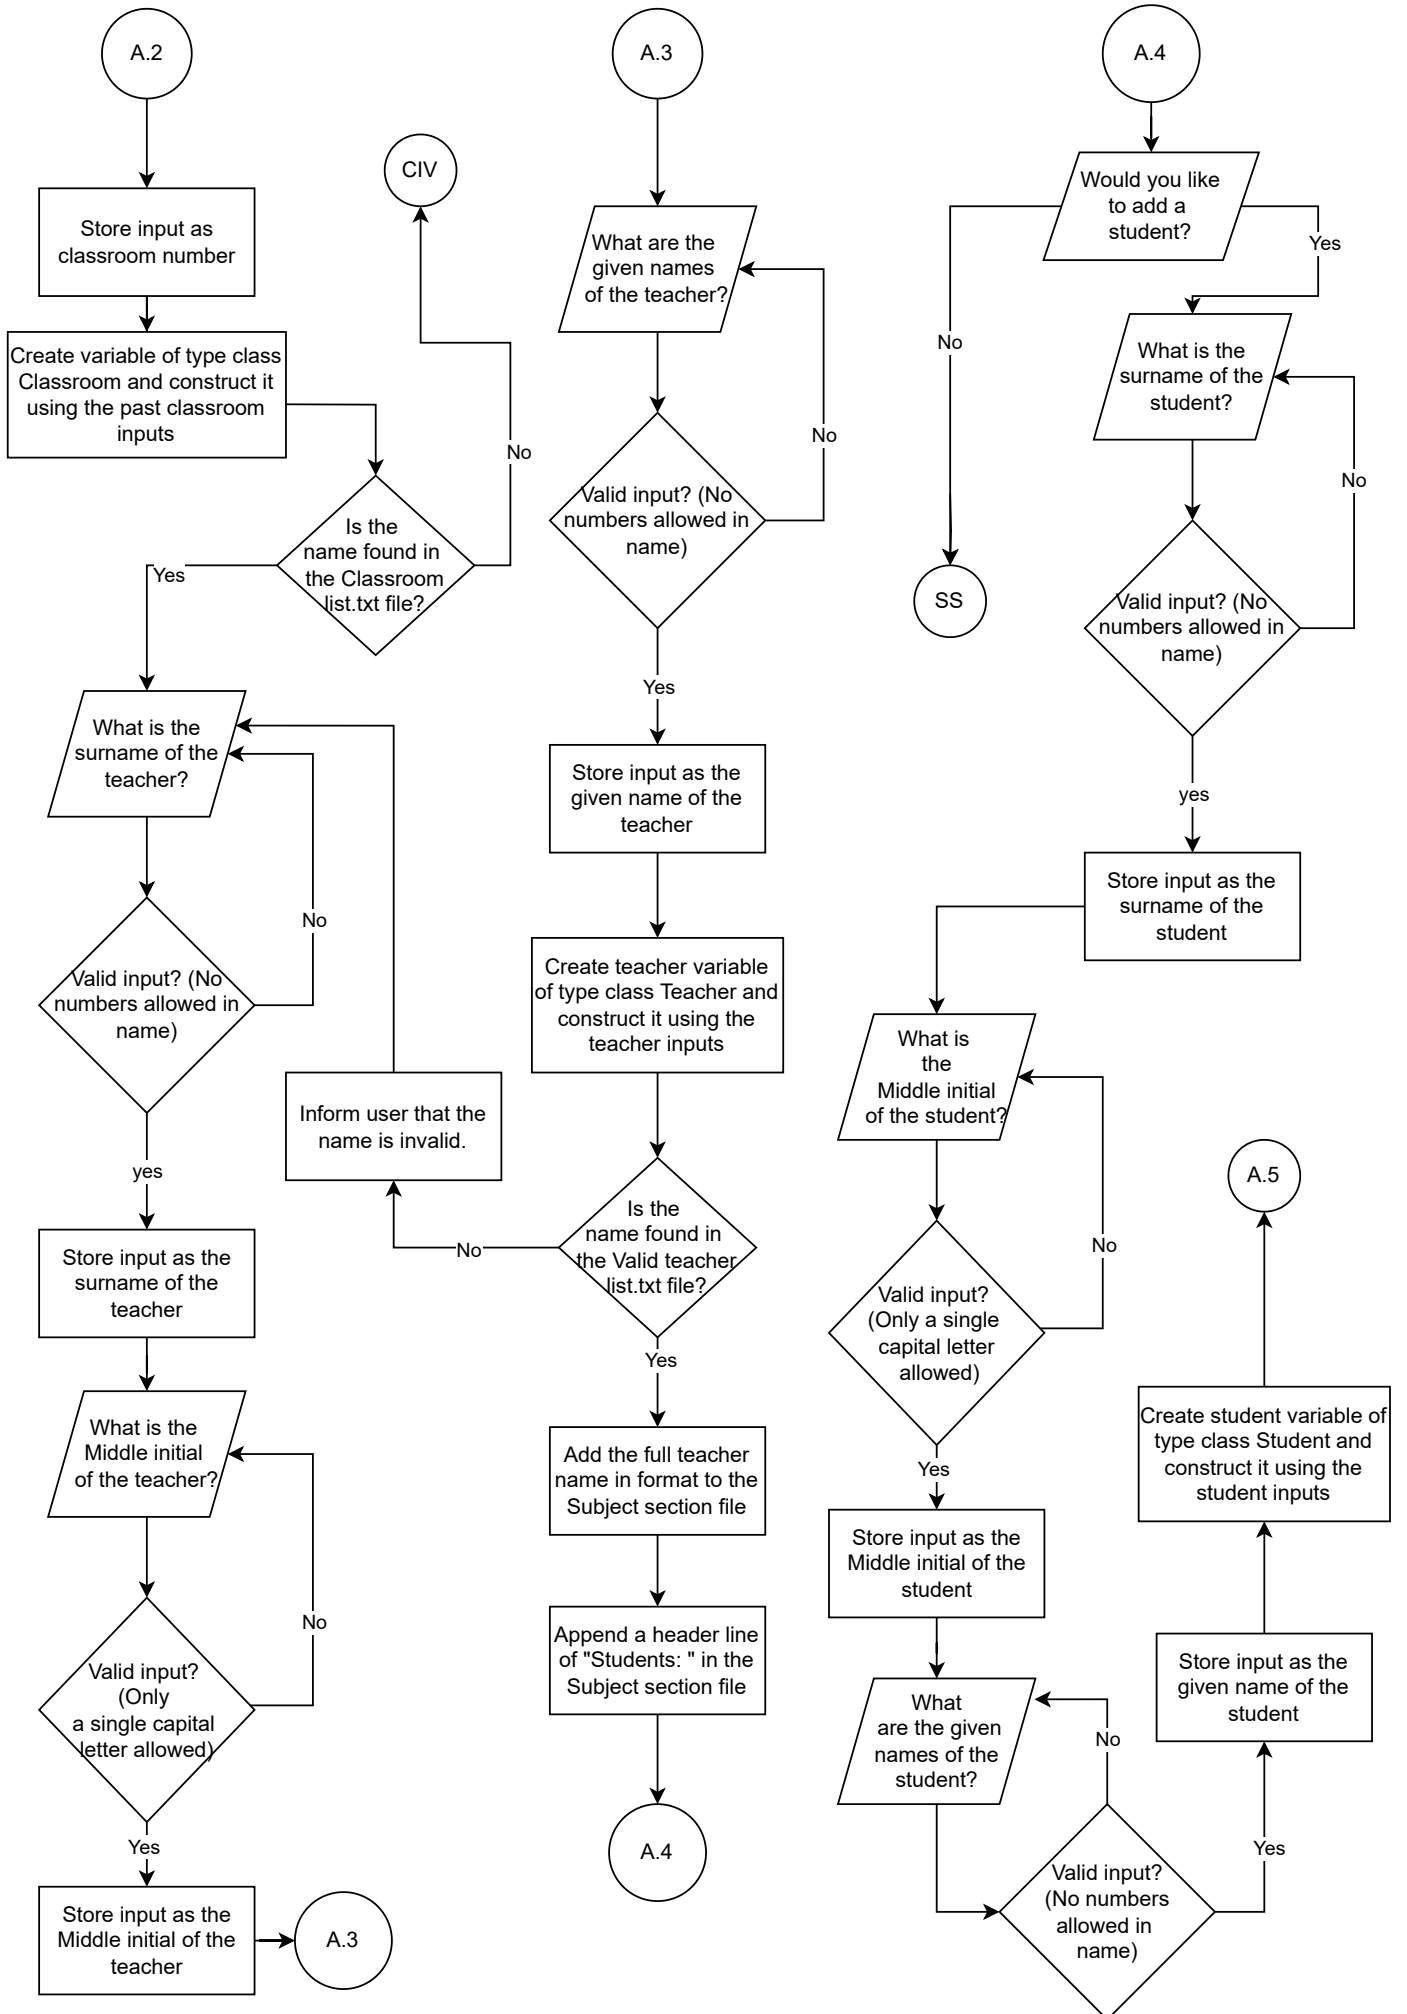 A.2
Store input as
classroom number
Create variable of type class
Classroom and construct it
using the past classroom
inputs
CIV
No
Is the
name found in
the Classroom
list.txt file?
Yes
What is the
surname of the
teacher?
No
Valid input? (No
numbers allowed in
name)
yes
Store input as the
surname of the
teacher
What is the
Middle initial
of the teacher?
No
Valid input?
(Only
a single capital
letter allowed)
Yes
Store input as the
Middle initial of the
teacher
A.3
A.3
What are the
given names
of the teacher?
No
Valid input? (No
numbers allowed in
name)
Yes
Store input as the
given name of the
teacher
Create teacher variable
of type class Teacher and
construct it using the
teacher inputs
Inform user that the
name is invalid.
No
Is the
name found in
the Valid teacher
list.txt file?
Yes
Add the full teacher
name in format to the
Subject section file
Append a header line
of "Students: " in the
Subject section file
A.4
A.4
Would you like
to add a
student?
Yes
No
SS
What is the
surname of the
student?
No
Valid input? (No
numbers allowed in
name)
yes
Store input as the
surname of the
student
What is
the
Middle initial
of the student?
No
Valid input?
(Only a single
capital letter
allowed)
Yes
Store input as the
Middle initial of the
student
What
are the given
names of the
student?
No
Valid input?
(No numbers
allowed in
name)
Yes
Store input as the
given name of the
student
Create student variable of
type class Student and
construct it using the
student inputs
A.5